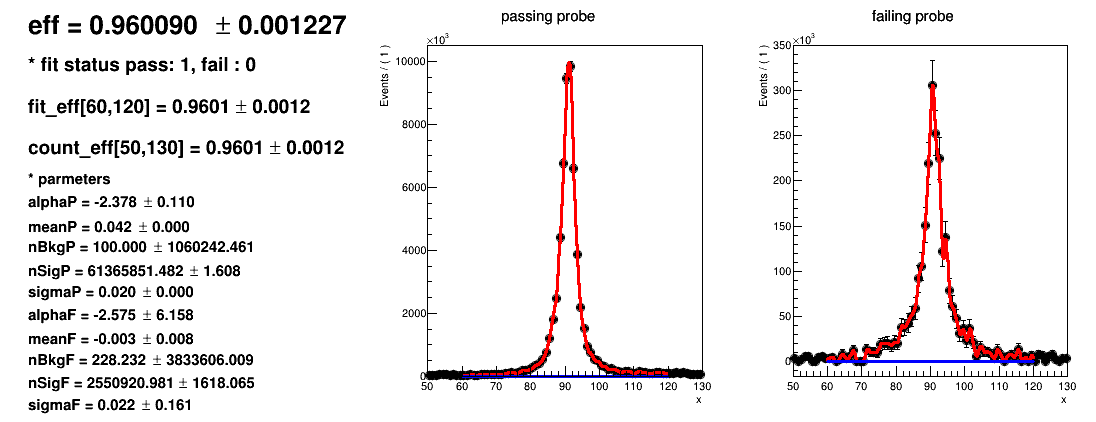 eff = 0.960090 ± 0.001227
* fit status pass: 1, fail : 0
fit_eff[60,120] = 0.9601 ± 0.0012
count_eff[50,130] = 0.9601 ± 0.0012
* parmeters
alphaP = -2.378 ± 0.110
meanP = 0.042 ± 0.000
nBkgP = 100.000 ± 1060242.461
nSigP = 61365851.482 ± 1.608
sigmaP = 0.020 ± 0.000
alphaF = -2.575 ± 6.158
meanF = -0.003 ± 0.008
nBkgF = 228.232 ± 3833606.009
nSigF = 2550920.981 ± 1618.065
sigmaF = 0.022 ± 0.161
passing probe
×10³
Events / ( 1 )
10000
8000
6000
4000
2000
0
50 60 70 80 90 100 110 120 130
x
failing probe
×10³
Events / ( 1 )
350
300
250
200
150
100
50
0
50 60 70 80 90 100 110 120 130
x